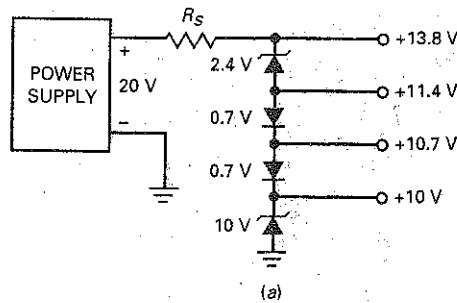 R_S
+13.8 V
+
2.4 V
POWER
SUPPLY
20 V
+11.4 V
0.7 V
–
+10.7 V
0.7 V
+10 V
10 V
(a)